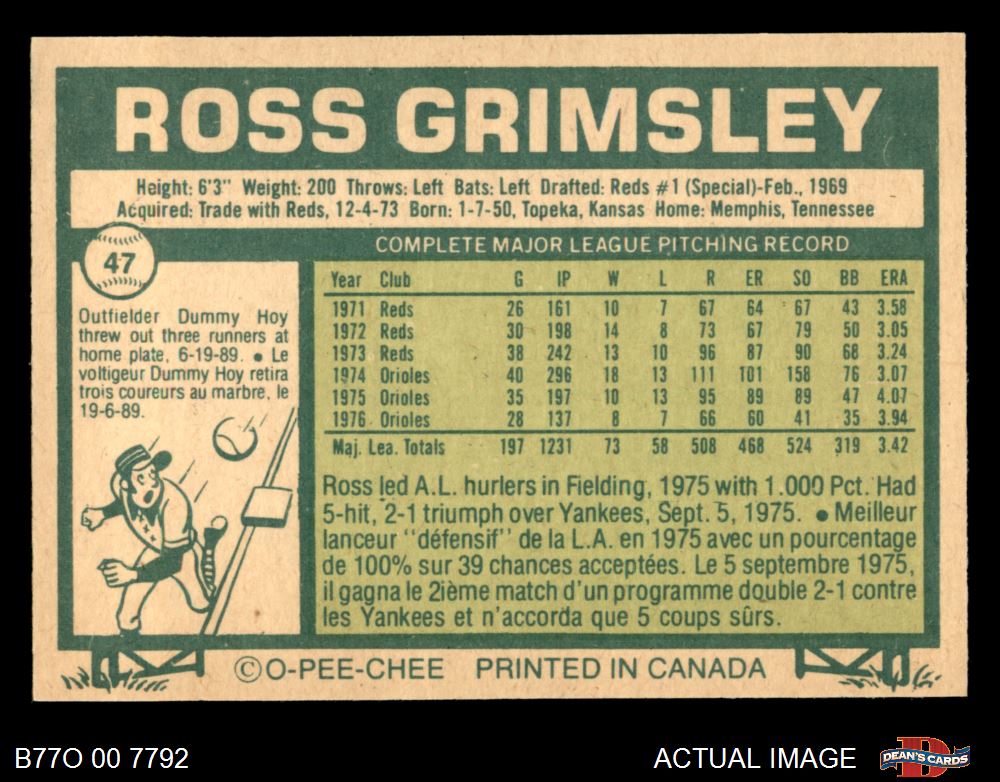 ROSS GRIMSLEY
Height: 6'3" Weight: 200 Throws: Left Bats: Left Drafted: Reds #1 (Special)-Feb., 1969
Acquired: Trade with Reds, 12-4-73 Born: 1-7-50, Topeka, Kansas Home: Memphis, Tennessee
47
Outfielder Dummy Hoy
threw out three runners at
home plate, 6-19-89. ● Le
voltigeur Dummy Hoy retira
trois coureurs au marbre, le
19-6-89.
COMPLETE MAJOR LEAGUE PITCHING RECORD
Year Club G IP W L R ER SO BB ERA
1971 Reds 26 161 10 7 67 64 67 43 3.58
1972 Reds 30 198 14 8 73 67 79 50 3.05
1973 Reds 38 242 13 10 96 87 90 68 3.24
1974 Orioles 40 296 18 13 111 101 158 76 3.07
1975 Orioles 35 197 10 13 95 89 89 47 4.07
1976 Orioles 28 137 8 7 66 60 41 35 3.94
Maj. Lea. Totals 197 1231 73 58 508 468 524 319 3.42
Ross led A.L. hurlers in Fielding, 1975 with 1.000 Pct. Had
5-hit, 2-1 triumph over Yankees, Sept. 5, 1975. ● Meilleur
lanceur "défensif" de la L.A. en 1975 avec un pourcentage
de 100% sur 39 chances acceptées. Le 5 septembre 1975,
il gagna le 2ième match d'un programme double 2-1 contre
les Yankees et n'accorda que 5 coups sûrs.
©O-PEE-CHEE PRINTED IN CANADA
B77O 00 7792
ACTUAL IMAGE
DEAN'S CARDS